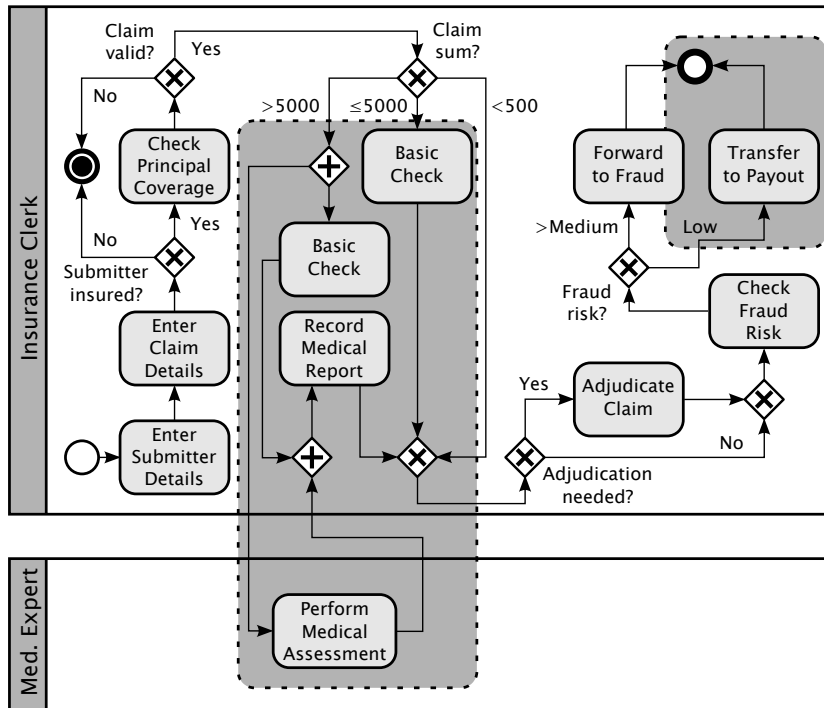 Insurance Clerk
Claim
valid?
Yes
No
Claim
sum?
>5000
≤5000
<500
Check
Principal
Coverage
No
Yes
Submitter
insured?
Enter
Claim
Details
Enter
Submitter
Details
Basic
Check
Basic
Check
Record
Medical
Report
Forward
to Fraud
Transfer
to Payout
>Medium
Low
Fraud
risk?
Check
Fraud
Risk
Yes
Adjudicate
Claim
No
Adjudication
needed?
Med. Expert
Perform
Medical
Assessment